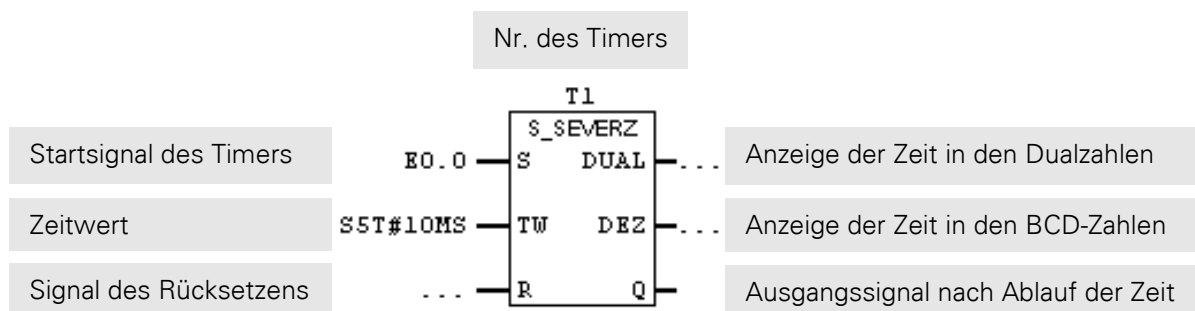 Nr. des Timers
T1
S_SEVERZ
Startsignal des Timers E0.0 S DUAL ... Anzeige der Zeit in den Dualzahlen
Zeitwert S5T#10MS TW DEZ ... Anzeige der Zeit in den BCD-Zahlen
Signal des Rücksetzens ... R Q Ausgangssignal nach Ablauf der Zeit